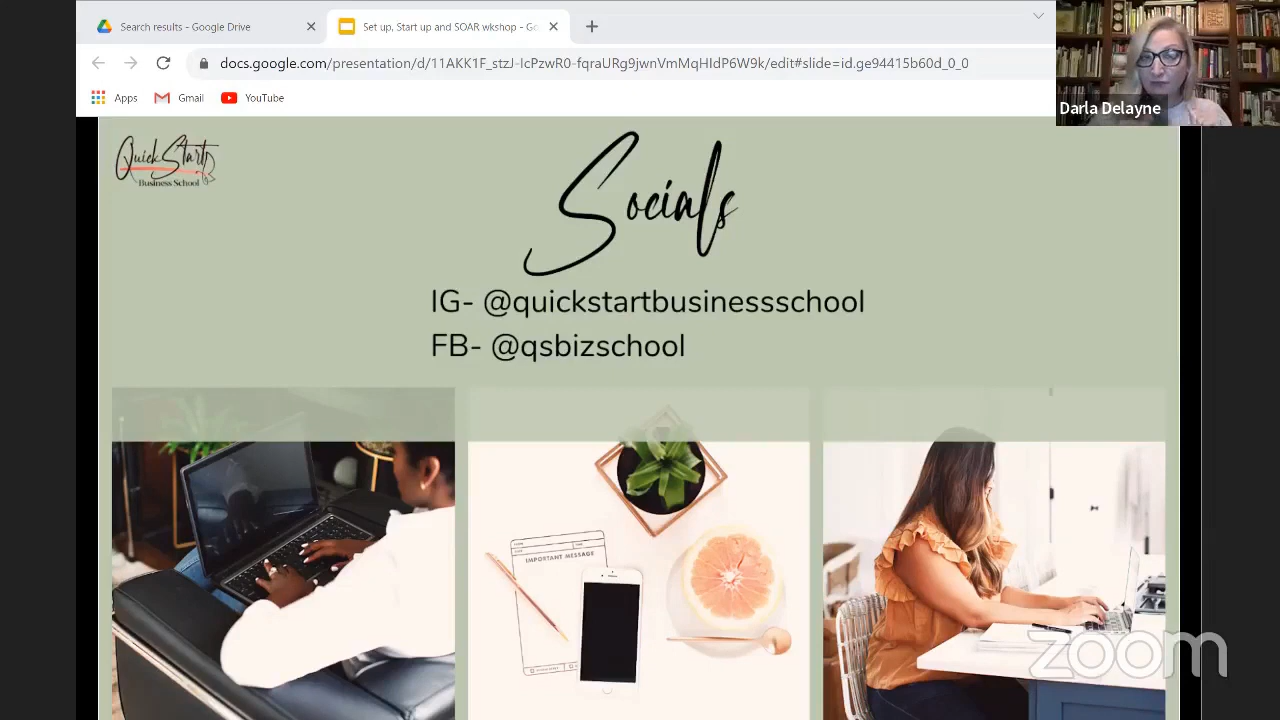 Search results - Google Drive
Set up, Start up and SOAR wkshop - Go
docs.google.com/presentation/d/11AKK1F_stzJ-IcPzwR0-fqraURg9jwnVmMqHIdP6W9k/edit#slide=id.ge94415b60d_0_0
Apps
Gmail
YouTube
Darla Delayne
QuickStart
Business School
Socials
IG- @quickstartbusinessschool
FB- @qsbizschool
IMPORTANT MESSAGE
zoom